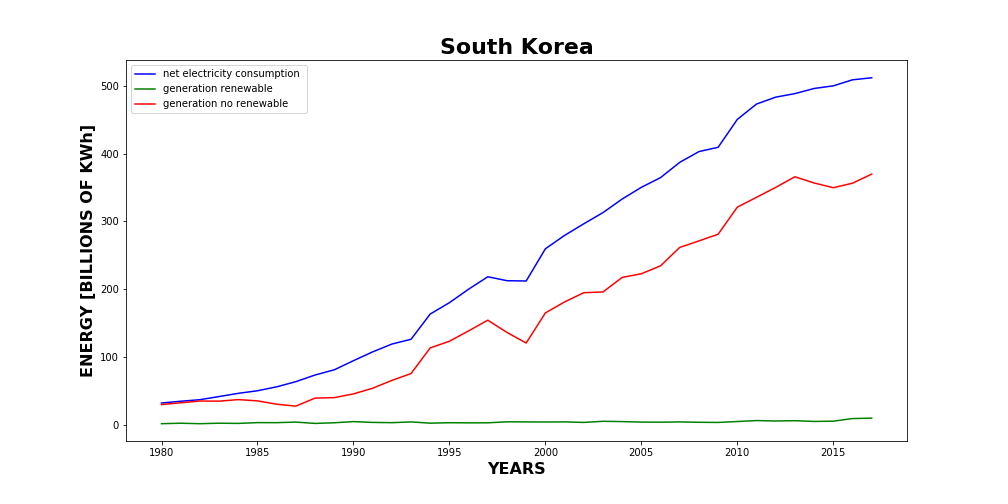 South Korea
net electricity consumption
generation renewable
generation no renewable
ENERGY [BILLIONS OF KWh]
500
400
300
200
100
0
1980 1985 1990 1995 2000 2005 2010 2015
YEARS